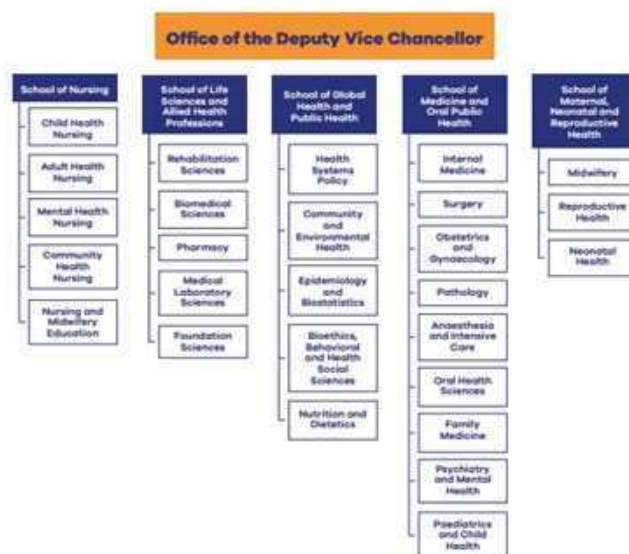 Office of the Deputy Vice Chancellor
School of Nursing
Child Health
Nursing
Adult Health
Nursing
Mental Health
Nursing
Community
Health
Nursing
Nursing and
Midwifery
Education
School of Life
Sciences and
Allied Health
Professions
Rehabilitation
Sciences
Biomedical
Sciences
Pharmacy
Medical
Laboratory
Sciences
Foundation
Sciences
School of Global
Health and
Public Health
Health
Systems
Policy
Community
and
Environmental
Health
Epidemiology
and
Biostatistics
Bioethics,
Behavioral
and Health
Social
Sciences
Nutrition and
Dietetics
School of
Medicine and
Oral Public
Health
Internal
Medicine
Surgery
Obstetrics
and
Gynaecology
Pathology
Anaesthesia
and Intensive
Care
Oral Health
Sciences
Family
Medicine
Psychiatry
and Mental
Health
Paediatrics
and Child
Health
School of
Maternal,
Neonatal and
Reproductive
Health
Midwifery
Reproductive
Health
Neonatal
Health